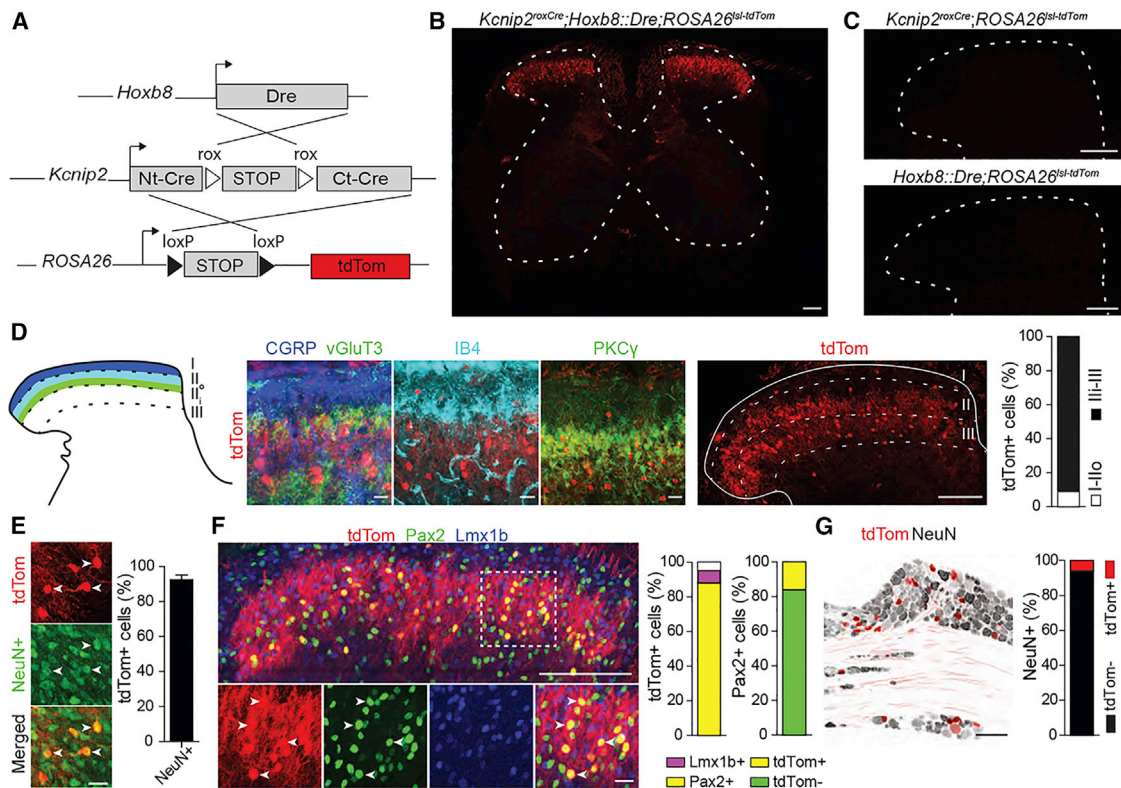 A
Hoxb8
Dre
rox
rox
Kcnip2
Nt-Cre
STOP
Ct-Cre
loxP
loxP
ROSA26
STOP
tdTom
B
Kcnip2roxCre;Hoxb8::Dre;ROSA26lsl-tdTom
C
Kcnip2roxCre;ROSA26lsl-tdTom
Hoxb8::Dre;ROSA26lsl-tdTom
D
I
IIo
IIi
III
CGRP vGluT3
IB4
PKCγ
tdTom
tdTom
I
II
III
100
80
60
40
20
0
tdTom+ cells (%)
I-IIo
IIi-III
E
tdTom
NeuN+
Merged
100
80
60
40
20
0
tdTom+ cells (%)
NeuN+
F
tdTom Pax2 Lmx1b
100
80
60
40
20
0
tdTom+ cells (%)
100
80
60
40
20
0
Pax2+ cells (%)
Lmx1b+
Pax2+
tdTom+
tdTom-
G
tdTom NeuN
100
80
60
40
20
0
NeuN+ (%)
tdTom-
tdTom+